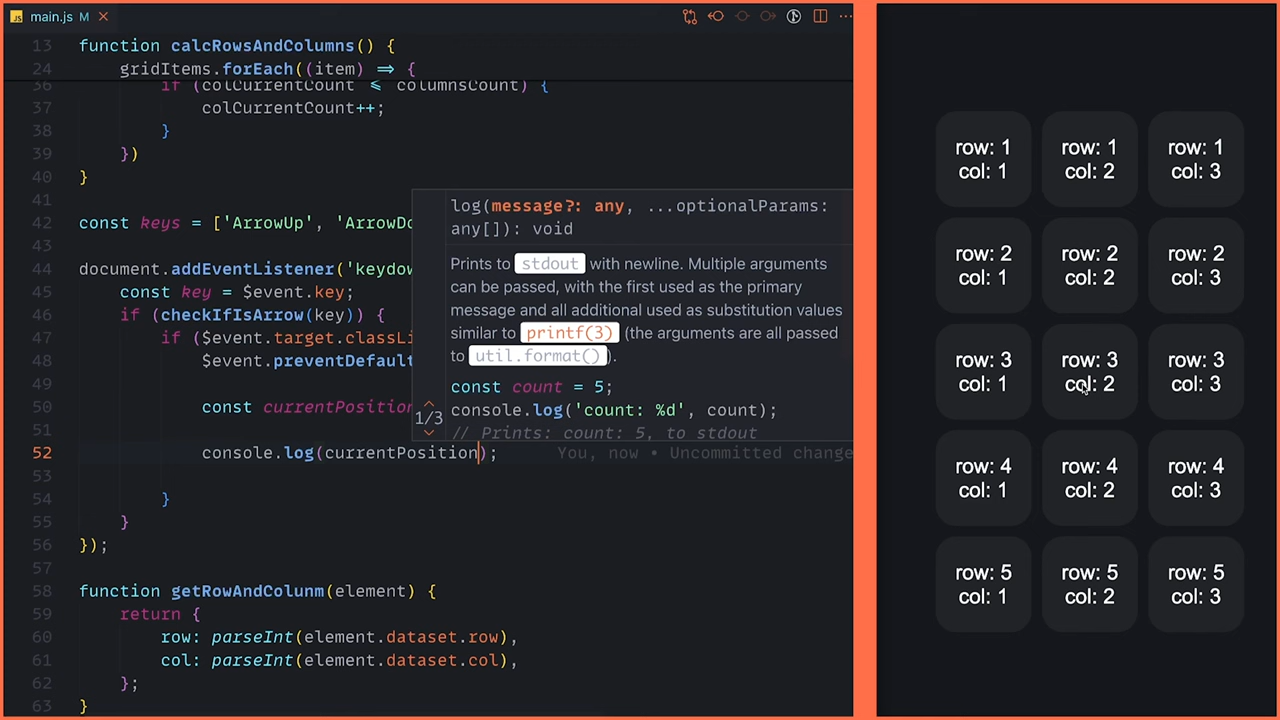 main.js M
13 function calcRowsAndColumns() {
24 gridItems.forEach((item) => {
36 if (colCurrentCount <= columnsCount) {
37 colCurrentCount++;
38 }
39 })
40 }
41
42 const keys = ['ArrowUp', 'ArrowDo
43
44 document.addEventListener('keydow
45 const key = $event.key;
46 if (checkIfIsArrow(key)) {
47 if ($event.target.classLi
48 $event.preventDefault
49
50 const currentPosition
51
52 console.log(currentPosition); You, now • Uncommitted change
53
54 }
55 }
56 });
57
58 function getRowAndColunm(element) {
59 return {
60 row: parseInt(element.dataset.row),
61 col: parseInt(element.dataset.col),
62 };
63 }
log(message?: any, ...optionalParams:
any[]): void
Prints to stdout with newline. Multiple arguments
can be passed, with the first used as the primary
message and all additional used as substitution values
similar to printf(3) (the arguments are all passed
to util.format()).
1/3
const count = 5;
console.log('count: %d', count);
// Prints: count: 5, to stdout
row: 1
col: 1
row: 1
col: 2
row: 1
col: 3
row: 2
col: 1
row: 2
col: 2
row: 2
col: 3
row: 3
col: 1
row: 3
col: 2
row: 3
col: 3
row: 4
col: 1
row: 4
col: 2
row: 4
col: 3
row: 5
col: 1
row: 5
col: 2
row: 5
col: 3